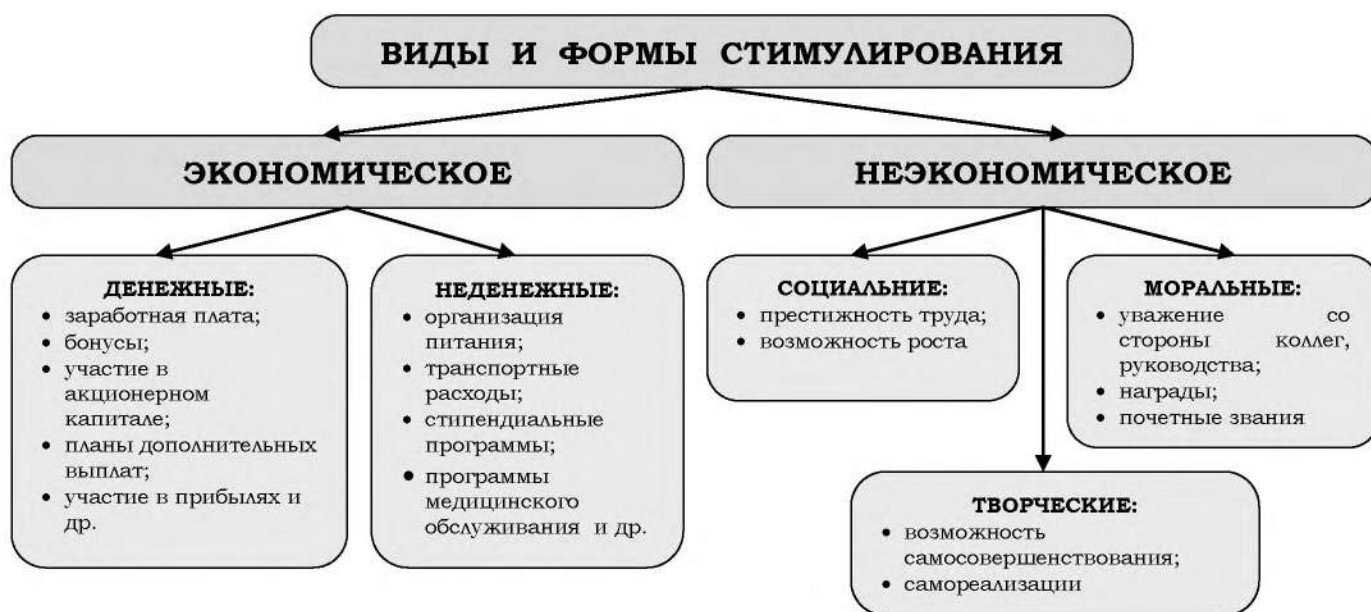 ВИДЫ И ФОРМЫ СТИМУЛИРОВАНИЯ
ЭКОНОМИЧЕСКОЕ
НЕЭКОНОМИЧЕСКОЕ
ДЕНЕЖНЫЕ:
• заработная плата;
• бонусы;
• участие в
акционерном
капитале;
• планы дополнительных
выплат;
• участие в прибылях и
др.
НЕДЕНЕЖНЫЕ:
• организация
питания;
• транспортные
расходы;
• стипендиальные
программы;
• программы
медицинского
обслуживания и др.
СОЦИАЛЬНИЕ:
• престижность труда;
• возможность роста
МОРАЛЬНЫЕ:
• уважение со
стороны коллег,
руководства;
• награды;
• почетные звания
ТВОРЧЕСКИЕ:
• возможность
самосовершенствования;
• самореализации